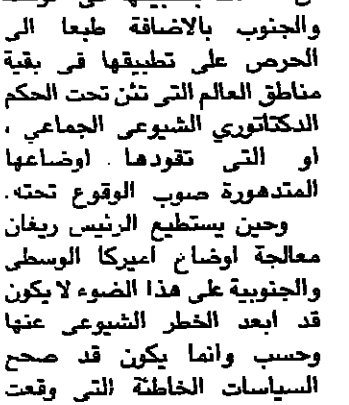 والجنوب بالاضافة طبعا الى
الحرص على تطبيقها فى بقية
مناطق العالم التى تئن تحت الحكم
الدكتاتوري الشيوعى الجماعي ،
او التى تقودها . اوضاعها
المتدهورة صوب الوقوع تحته.
وحين يستطيع الرئيس ريغان
معالجة اوضاع اميركا الوسطى
والجنوبية على هذا الضوء لا يكون
قد ابعد الخطر الشيوعى عنها
وحسب وانما يكون قد صحح
السياسات الخاطئة التي وقعت